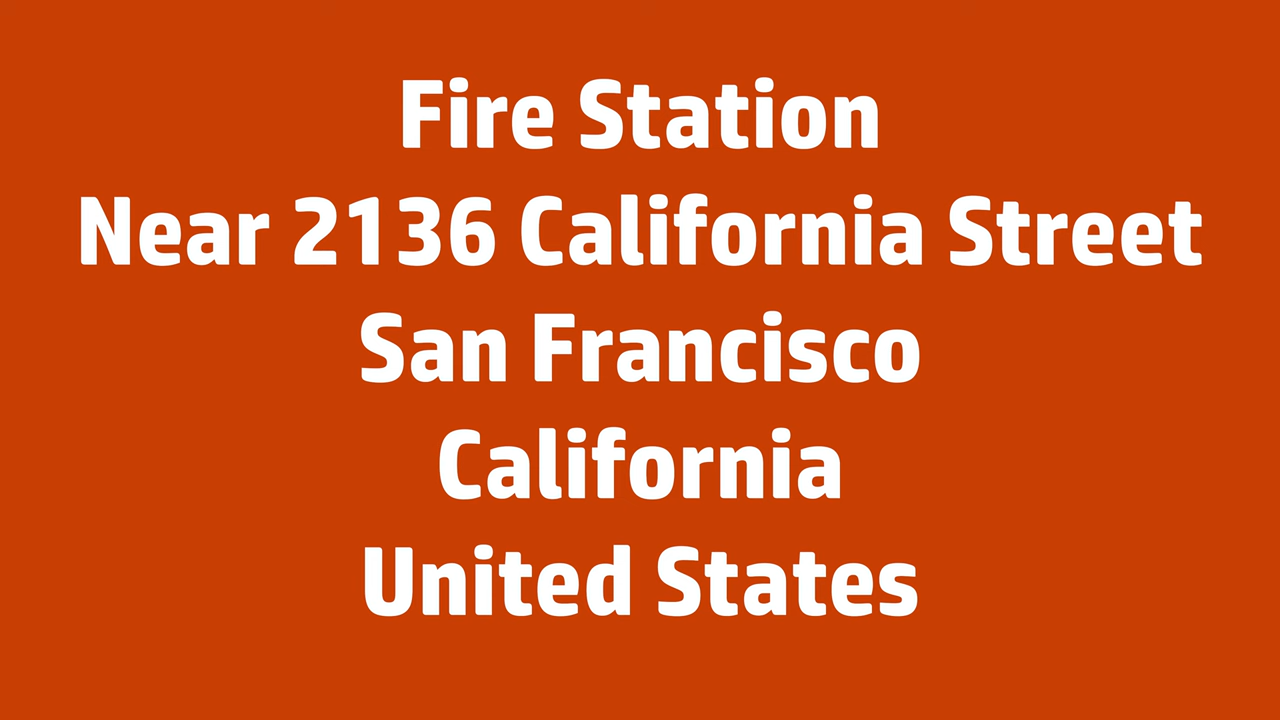 Fire Station
Near 2136 California Street
San Francisco
California
United States